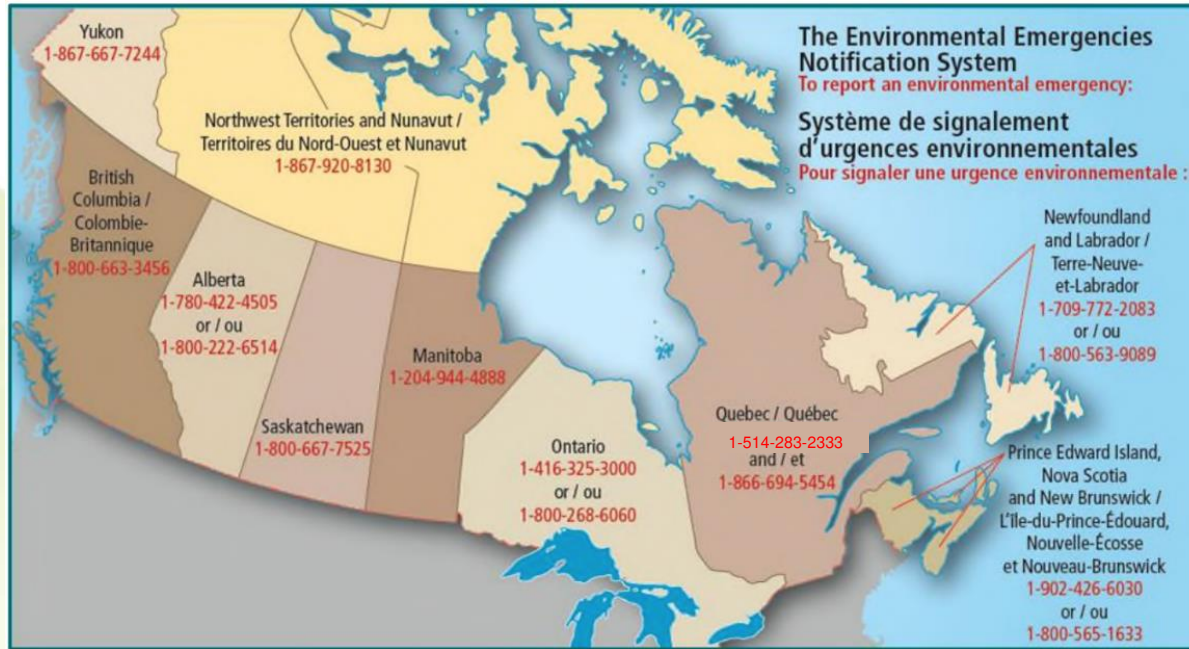 The Environmental Emergencies
Notification System
To report an environmental emergency:
Système de signalement
d'urgences environnementales
Pour signaler une urgence environnementale :
Yukon
1-867-667-7244
Northwest Territories and Nunavut /
Territoires du Nord-Ouest et Nunavut
1-867-920-8130
British
Columbia /
Colombie-
Britannique
1-800-663-3456
Alberta
1-780-422-4505
or / ou
1-800-222-6514
Saskatchewan
1-800-667-7525
Manitoba
1-204-944-4888
Ontario
1-416-325-3000
or / ou
1-800-268-6060
Quebec / Québec
1-514-283-2333
and / et
1-866-694-5454
Newfoundland
and Labrador /
Terre-Neuve-
et-Labrador
1-709-772-2083
or / ou
1-800-563-9089
Prince Edward Island,
Nova Scotia
and New Brunswick /
L'Île-du-Prince-Édouard,
Nouvelle-Écosse
et Nouveau-Brunswick
1-902-426-6030
or / ou
1-800-565-1633